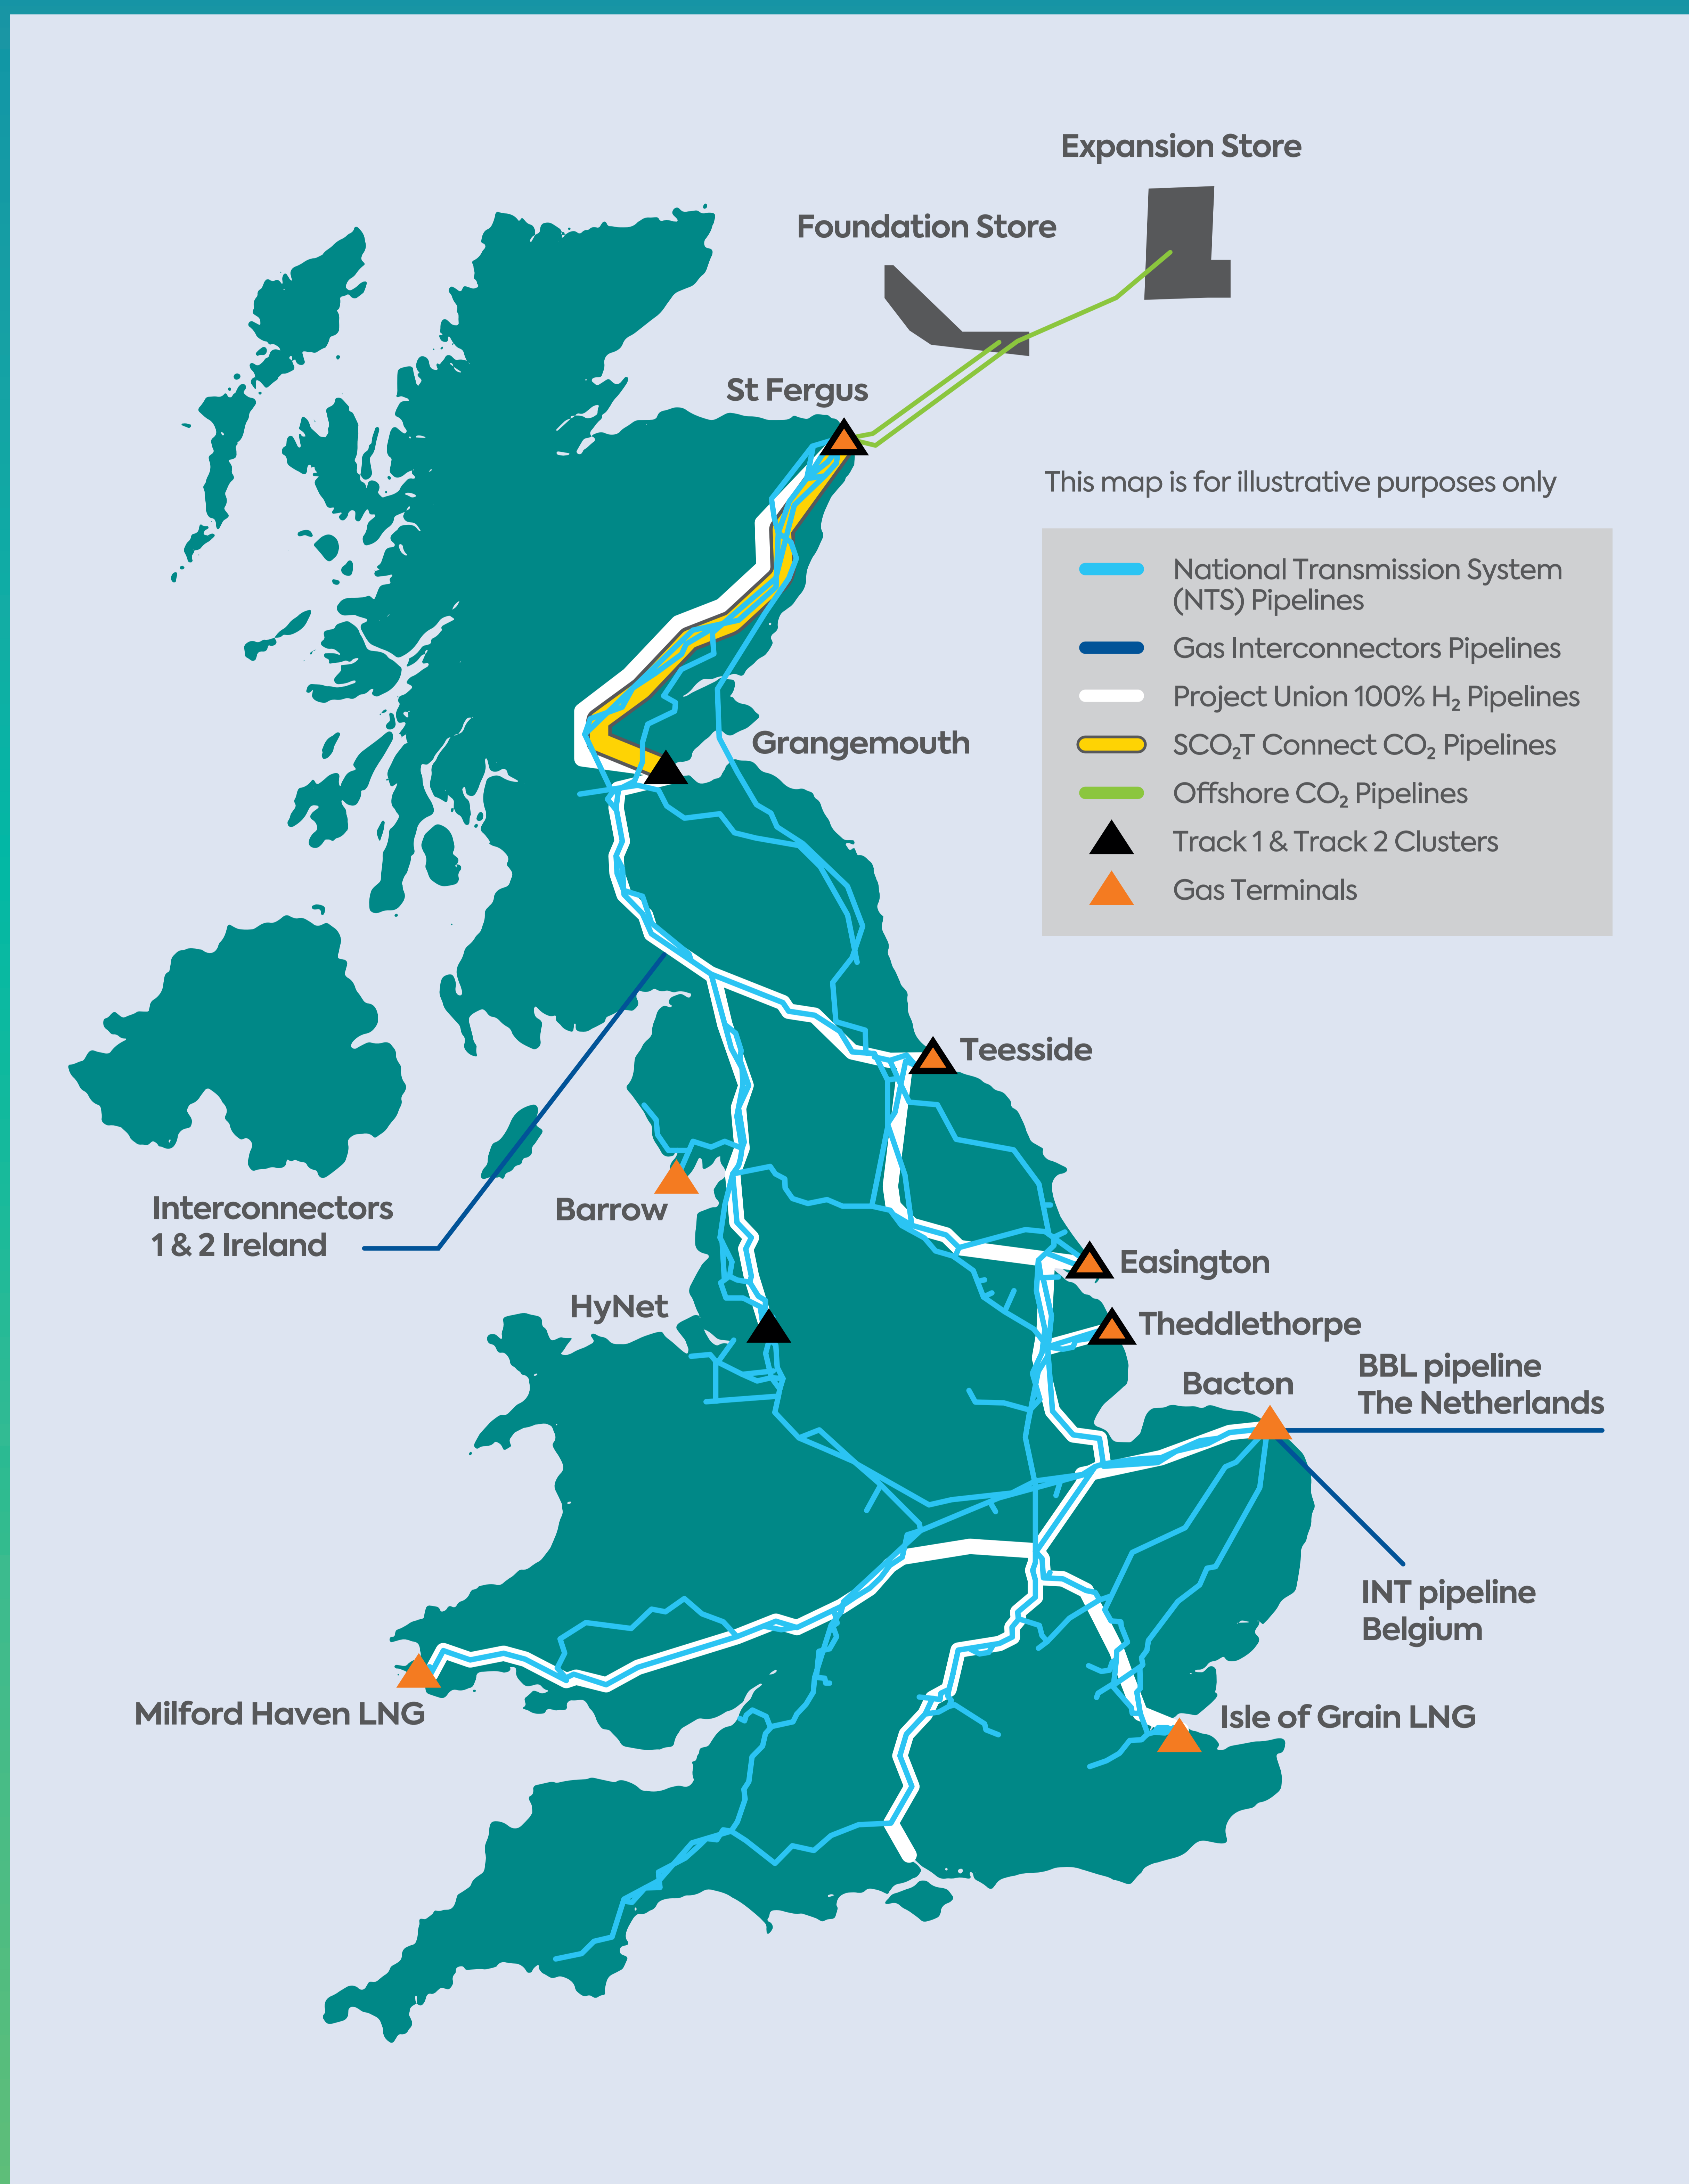 Expansion Store
Foundation Store
St Fergus
This map is for illustrative purposes only
National Transmission System
(NTS) Pipelines
Gas Interconnectors Pipelines
Project Union 100% H₂ Pipelines
SCO₂T Connect CO₂ Pipelines
Offshore CO₂ Pipelines
Track 1 & Track 2 Clusters
Gas Terminals
Grangemouth
Teesside
Interconnectors
1 & 2 Ireland
Barrow
Easington
HyNet
Theddlethorpe
Bacton
BBL pipeline
The Netherlands
INT pipeline
Belgium
Milford Haven LNG
Isle of Grain LNG